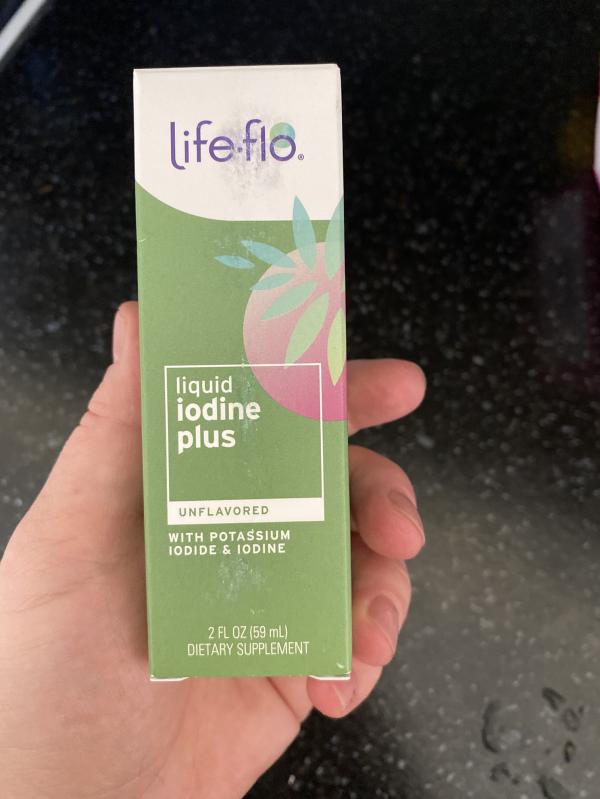 life·flo®
liquid
iodine
plus
UNFLAVORED
WITH POTASSIUM
IODIDE & IODINE
2 FL OZ (59 mL)
DIETARY SUPPLEMENT